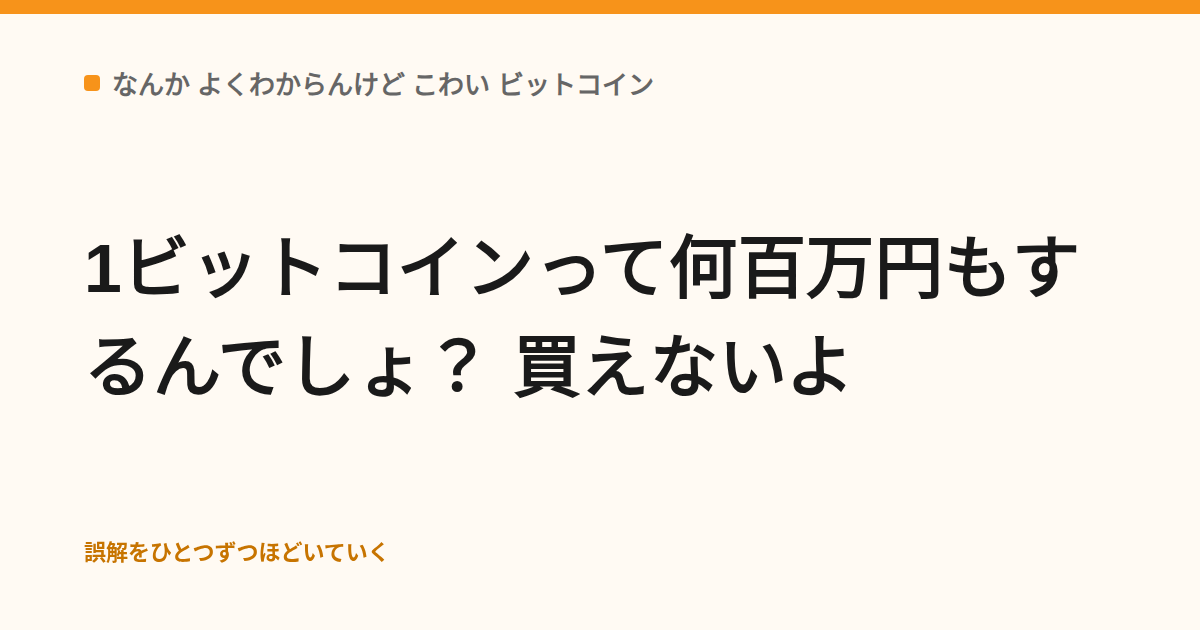 なんか よくわからんけど こわい ビットコイン
1ビットコインって何百万円もす
るんでしょ？ 買えないよ
誤解をひとつずつほどいていく